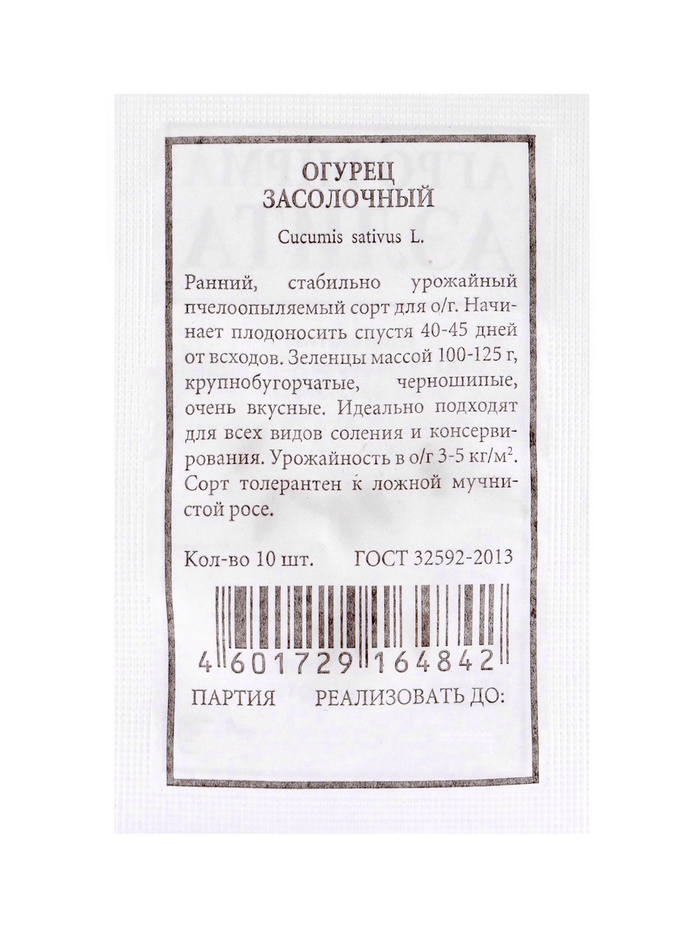 ОГУРЕЦ
ЗАСОЛОЧНЫЙ
Cucumis sativus L.
Ранний, стабильно урожайный
пчелоопыляемый сорт для о/г. Начи-
нает плодоносить спустя 40-45 дней
от всходов. Зеленцы массой 100-125 г,
крупнобугорчатые, черношипые,
очень вкусные. Идеально подходят
для всех видов соления и консерви-
рования. Урожайность в о/г 3-5 кг/м².
Сорт толерантен к ложной мучни-
стой росе.
Кол-во 10 шт. ГОСТ 32592-2013
4 601729 164842
ПАРТИЯ РЕАЛИЗОВАТЬ ДО: